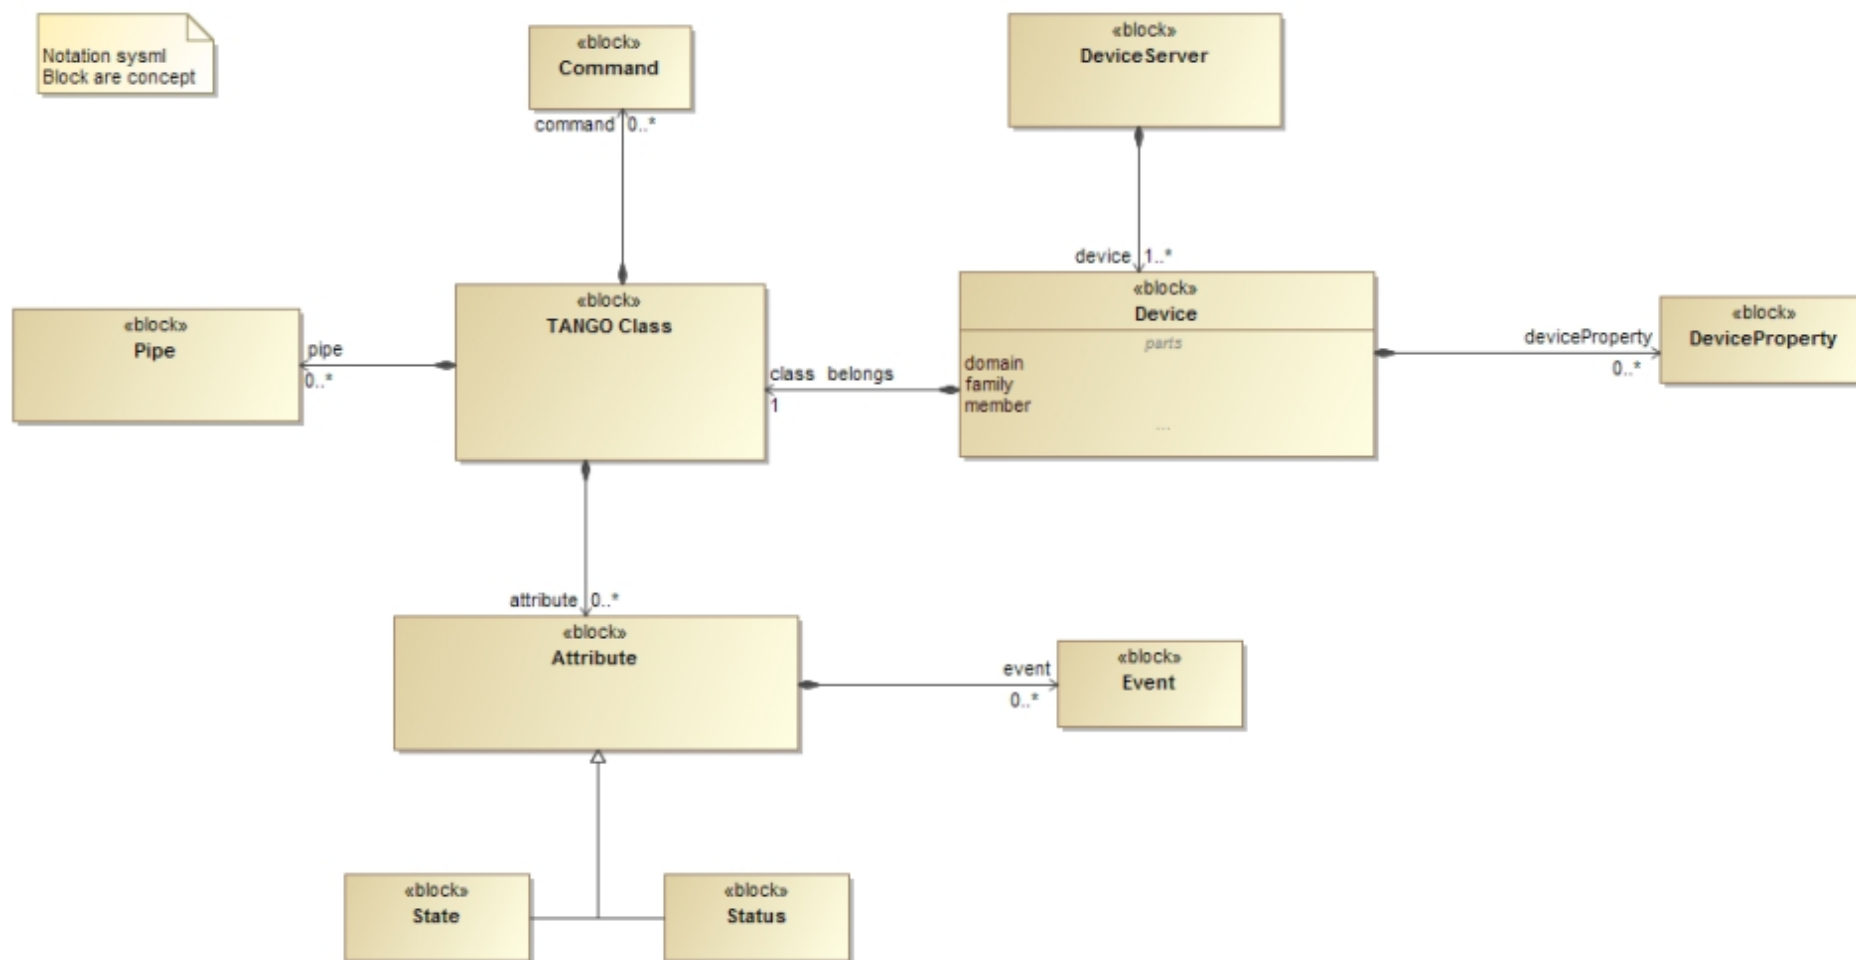 Notation sysml
Block are concept
«block»
Command
command
0..*
«block»
DeviceServer
device
1..*
«block»
Pipe
pipe
0..*
«block»
TANGO Class
class belongs
1
«block»
Device
parts
domain
family
member
...
deviceProperty
0..*
«block»
DeviceProperty
attribute
0..*
«block»
Attribute
event
0..*
«block»
Event
«block»
State
«block»
Status